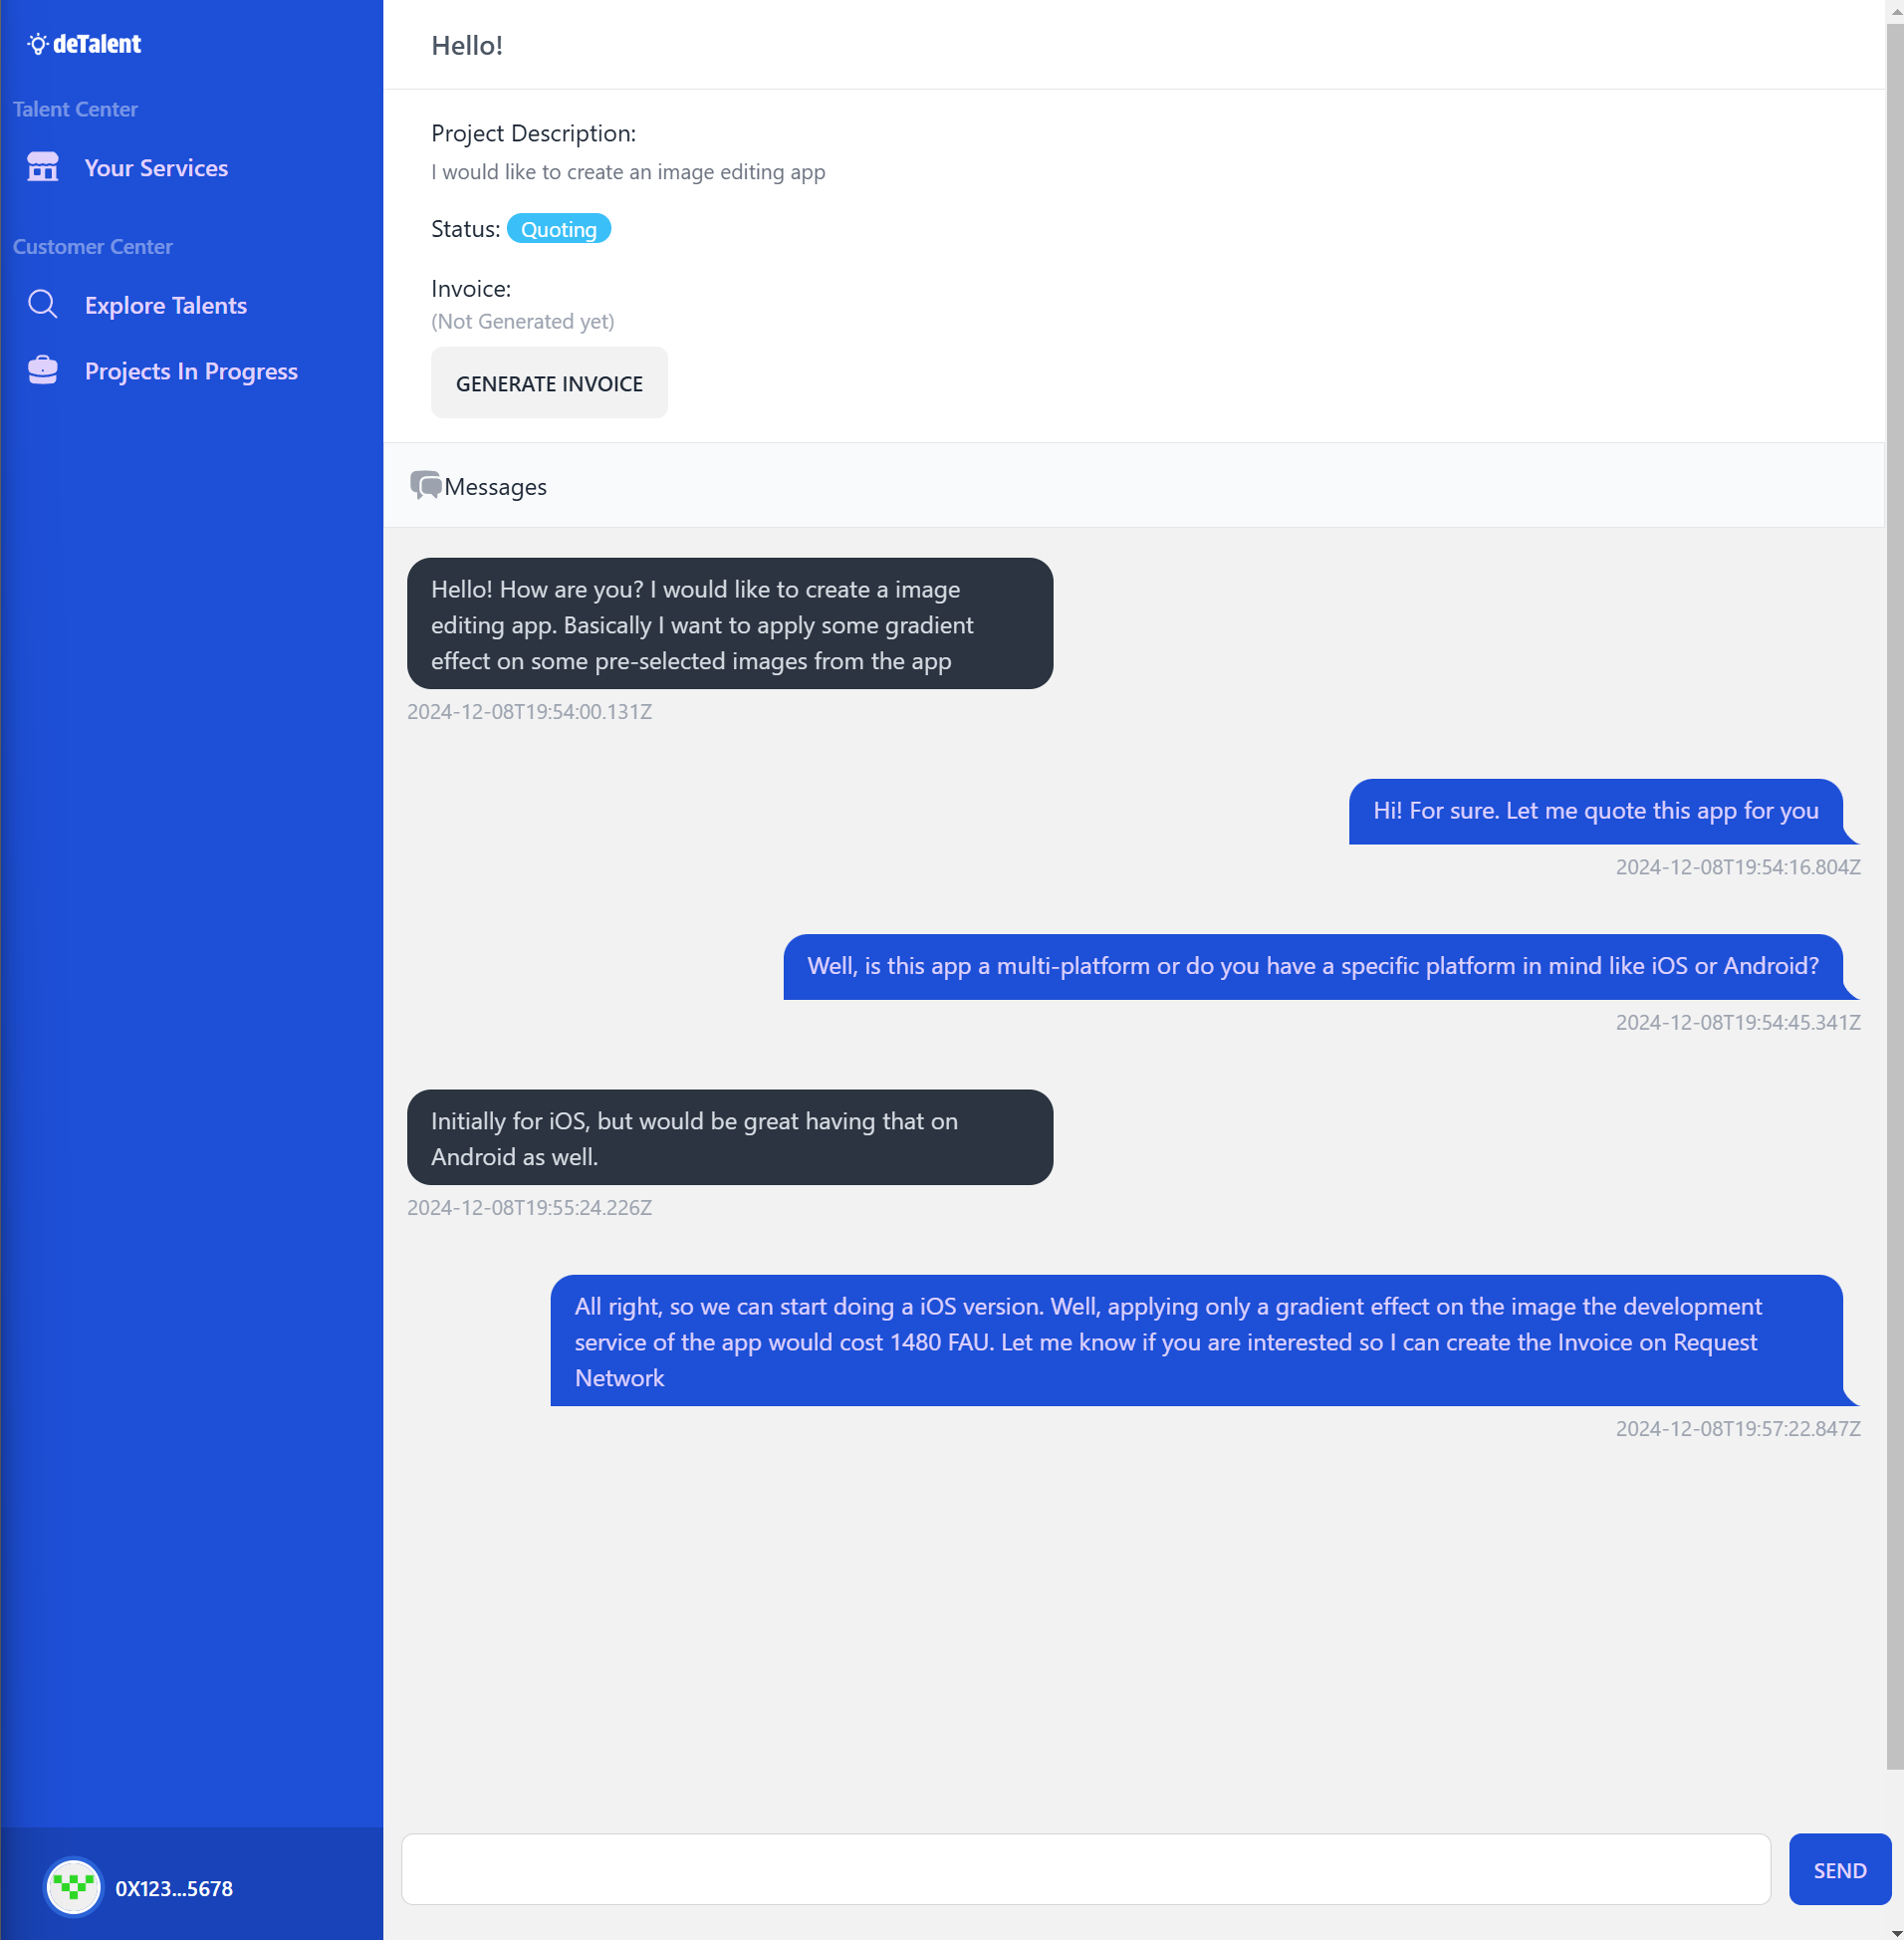 deTalent
Talent Center
Your Services
Customer Center
Explore Talents
Projects In Progress
0X123...5678
Hello!
Project Description:
I would like to create an image editing app
Status: Quoting
Invoice:
(Not Generated yet)
GENERATE INVOICE
Messages
Hello! How are you? I would like to create a image
editing app. Basically I want to apply some gradient
effect on some pre-selected images from the app
2024-12-08T19:54:00.131Z
Hi! For sure. Let me quote this app for you
2024-12-08T19:54:16.804Z
Well, is this app a multi-platform or do you have a specific platform in mind like iOS or Android?
2024-12-08T19:54:45.341Z
Initially for iOS, but would be great having that on
Android as well.
2024-12-08T19:55:24.226Z
All right, so we can start doing a iOS version. Well, applying only a gradient effect on the image the development
service of the app would cost 1480 FAU. Let me know if you are interested so I can create the Invoice on Request
Network
2024-12-08T19:57:22.847Z
SEND